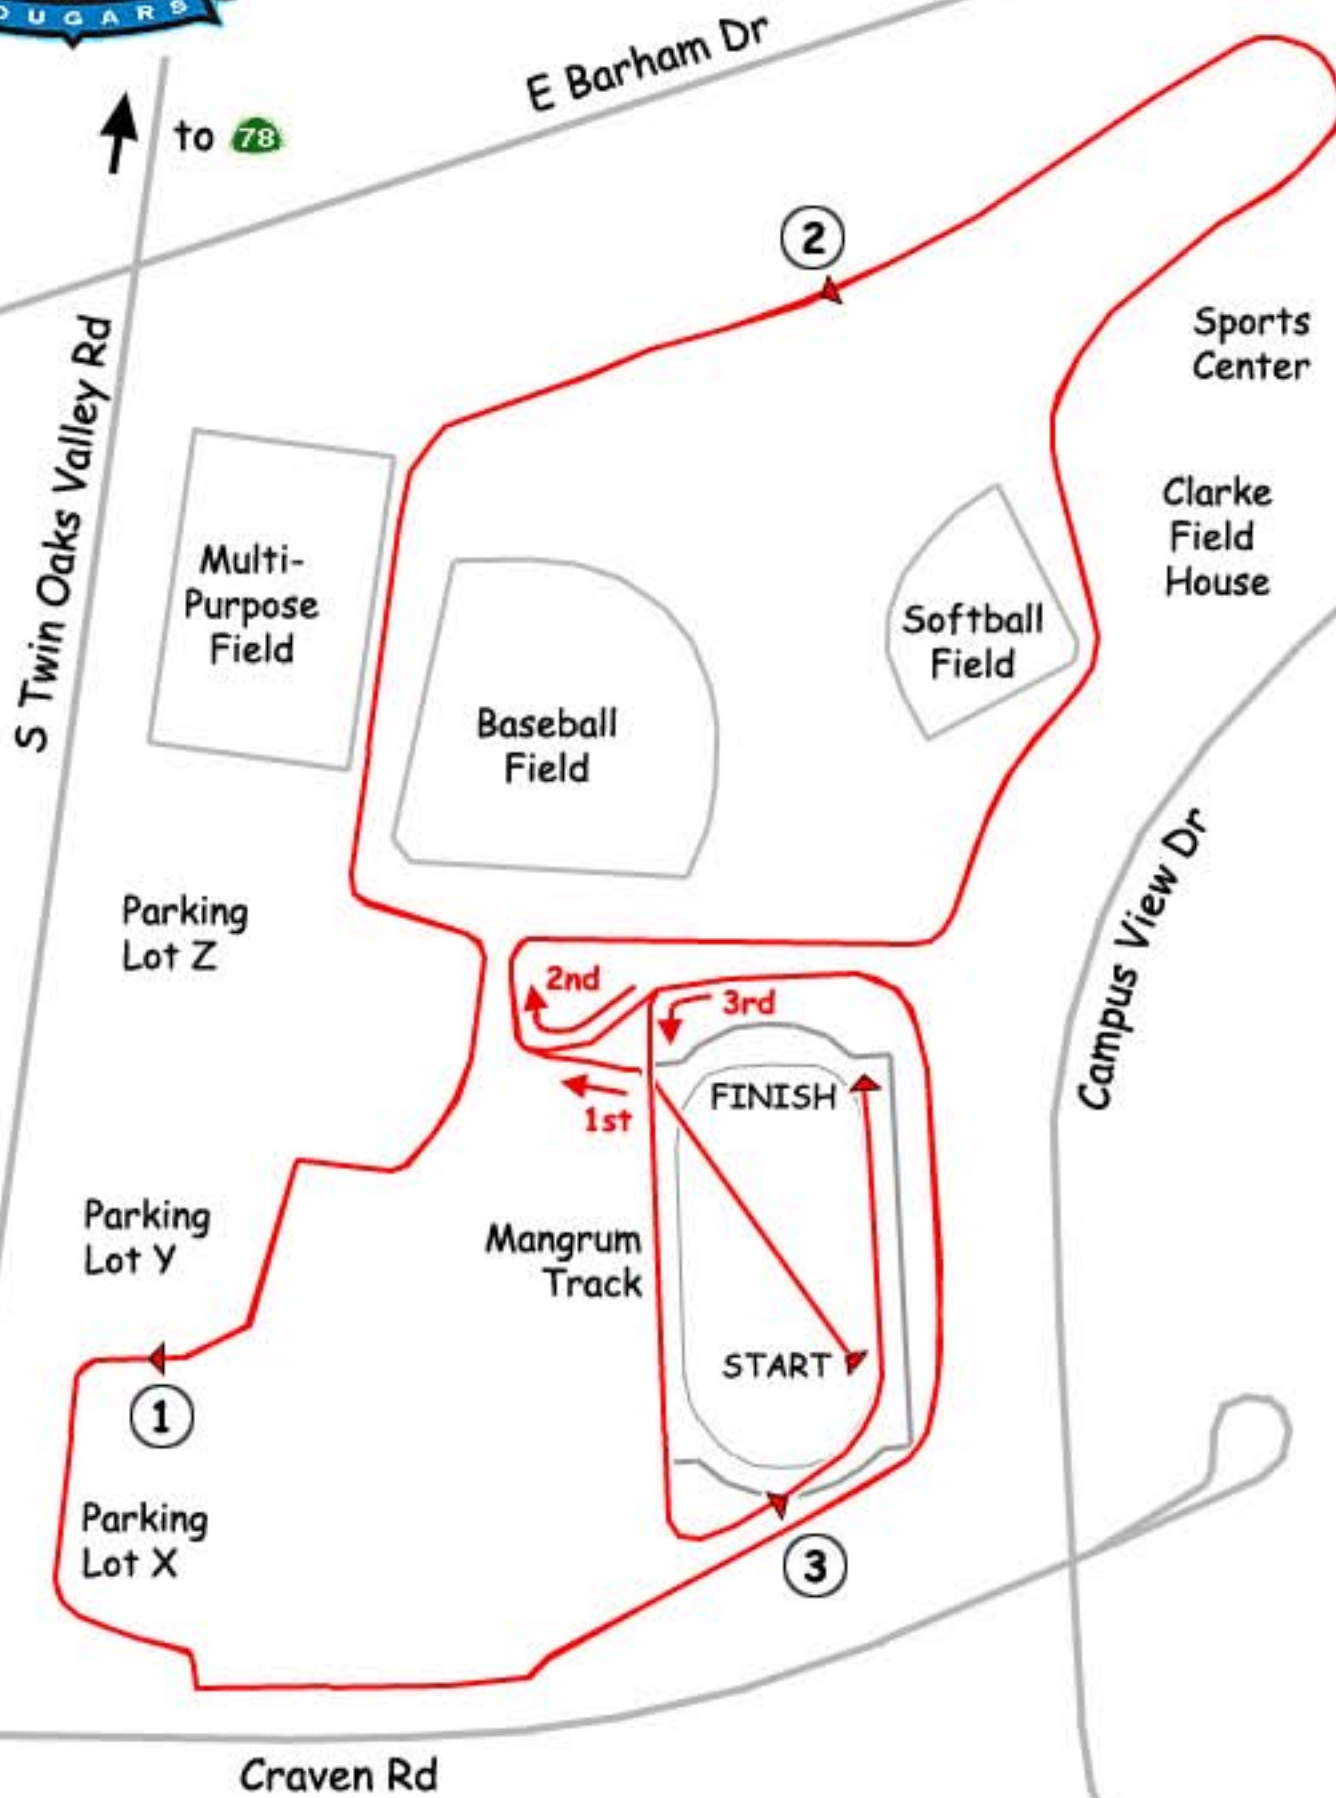 OUGARS
E Barham Dr
to 78
2
S Twin Oaks Valley Rd
Sports
Center
Clarke
Field
House
Multi-
Purpose
Field
Softball
Field
Baseball
Field
Campus View Dr
Parking
Lot Z
2nd
3rd
1st
FINISH
Parking
Lot Y
Mangrum
Track
START
1
Parking
Lot X
3
Craven Rd